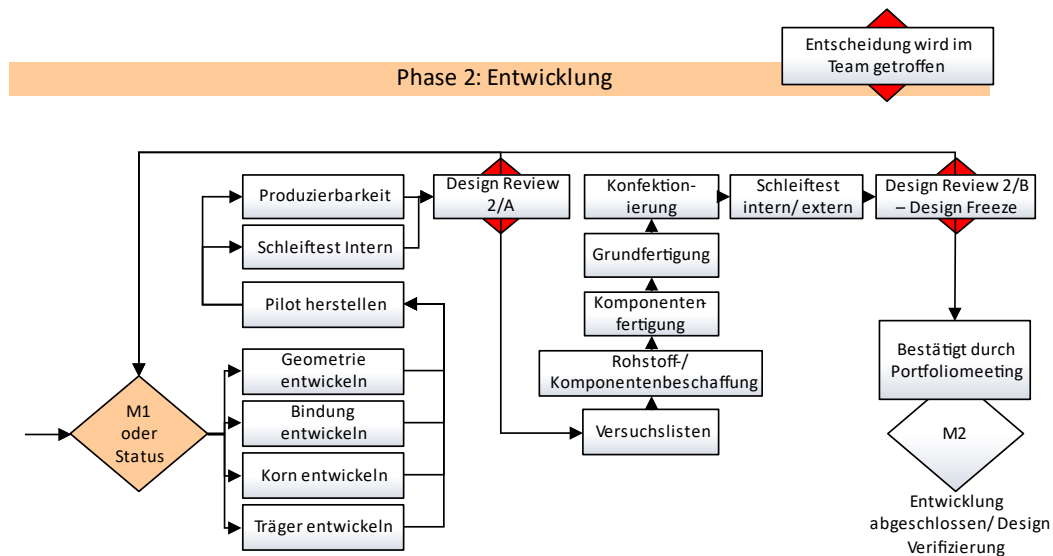 Entscheidung wird im
Team getroffen
Phase 2: Entwicklung
Produzierbarkeit
Schleiftest Intern
Pilot herstellen
Geometrie
entwickeln
Bindung
entwickeln
Korn entwickeln
Träger entwickeln
M1
oder
Status
Design Review
2/A
Konfektion-
ierung
Grundfertigung
Komponenten-
fertigung
Rohstoff-/
Komponentenbeschaffung
Versuchslisten
Schleiftest
intern/ extern
Design Review 2/B
– Design Freeze
Bestätigt durch
Portfoliomeeting
M2
Entwicklung
abgeschlossen/ Design
Verifizierung